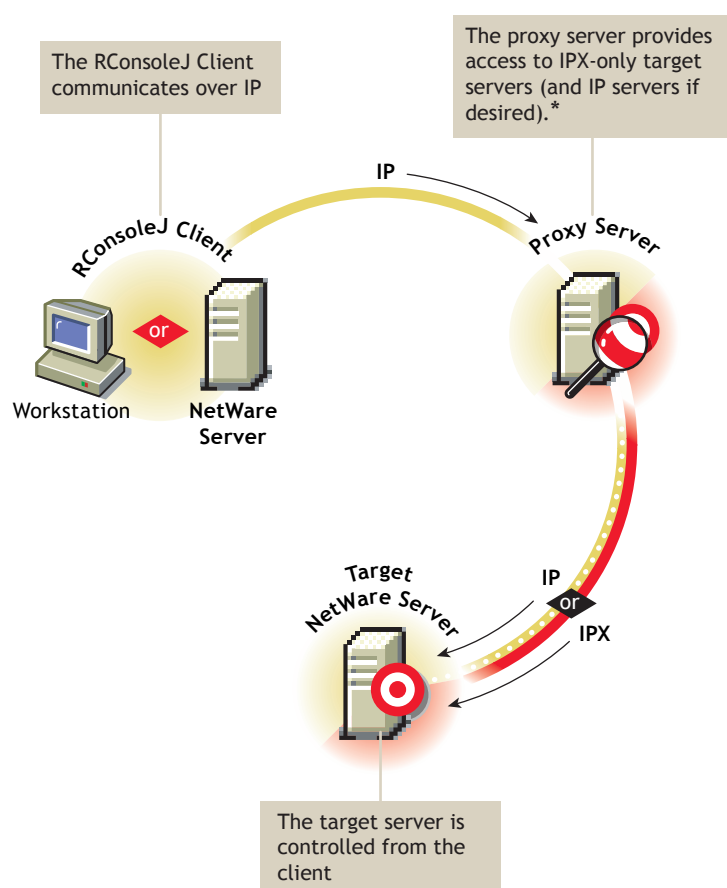 The RConsoleJ Client
communicates over IP
The proxy server provides
access to IPX-only target
servers (and IP servers if
desired).*
IP
RConsoleJ Client
Proxy Server
or
Workstation
NetWare
Server
Target
NetWare Server
IP
or
IPX
The target server is
controlled from the
client